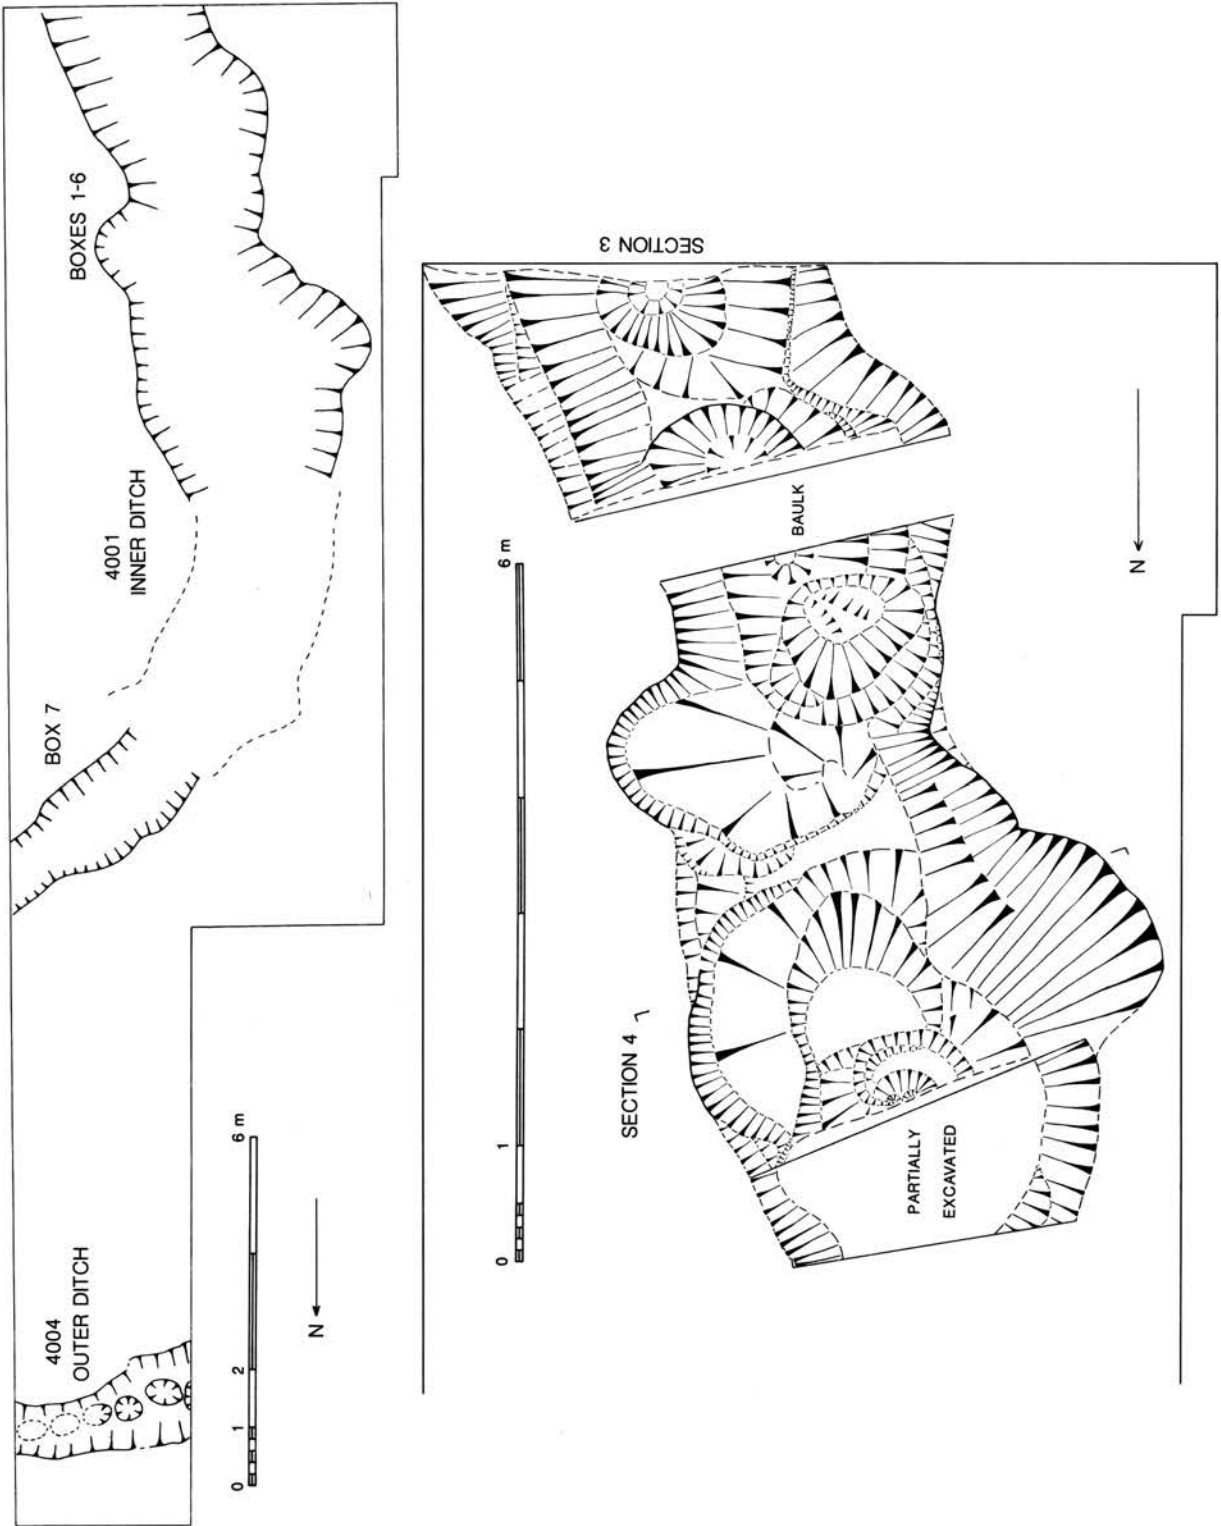 BOXES 1-6
4001
INNER DITCH
BOX 7
4004
OUTER DITCH
0 1 2 6 m
N
SECTION 3
BAULK
N
0 1 6 m
SECTION 4
PARTIALLY
EXCAVATED